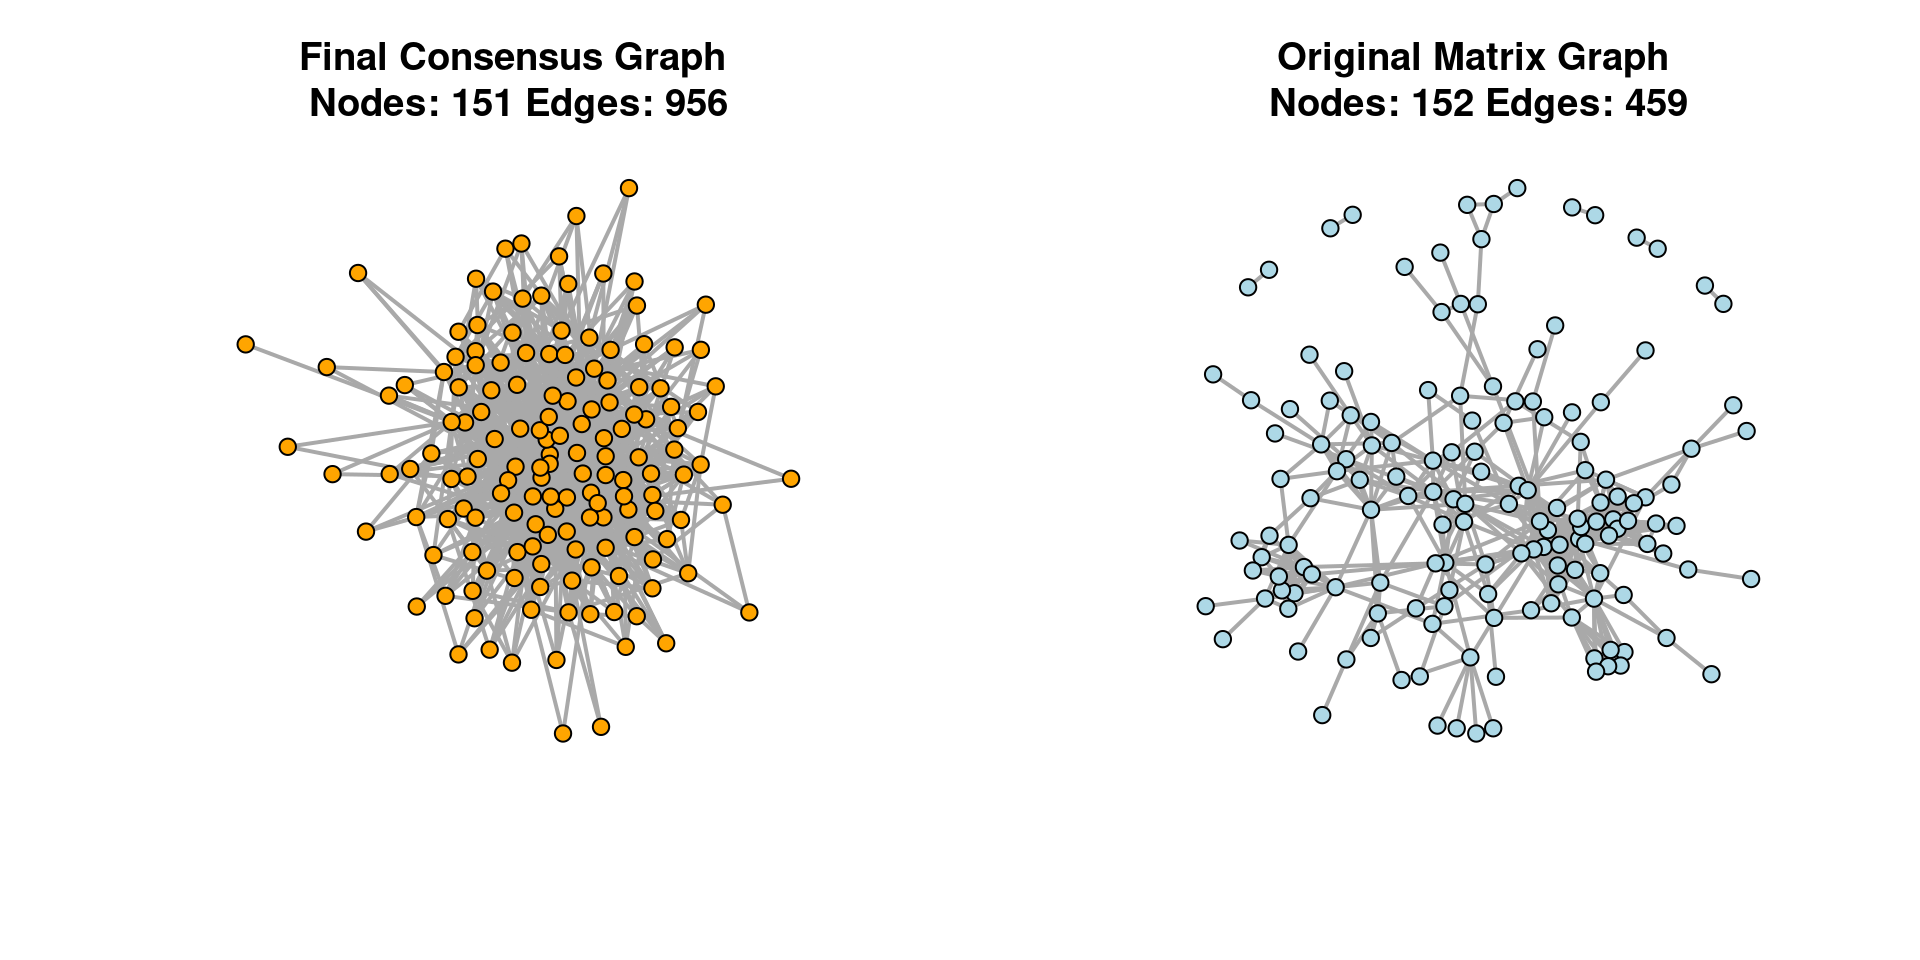 Final Consensus Graph
Nodes: 151 Edges: 956
Original Matrix Graph
Nodes: 152 Edges: 459